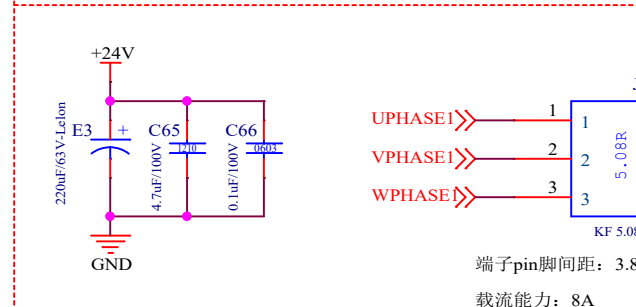 +24V
E3
+
220uF/63V-Lelon
C65
1210
4.7uF/100V
C66
0603
0.1uF/100V
GND
UPHASE1
1
1
VPHASE1
2
2
WPHASE1
3
3
5.08R
KF 5.08
端子pin脚间距：3.8
载流能力：8A